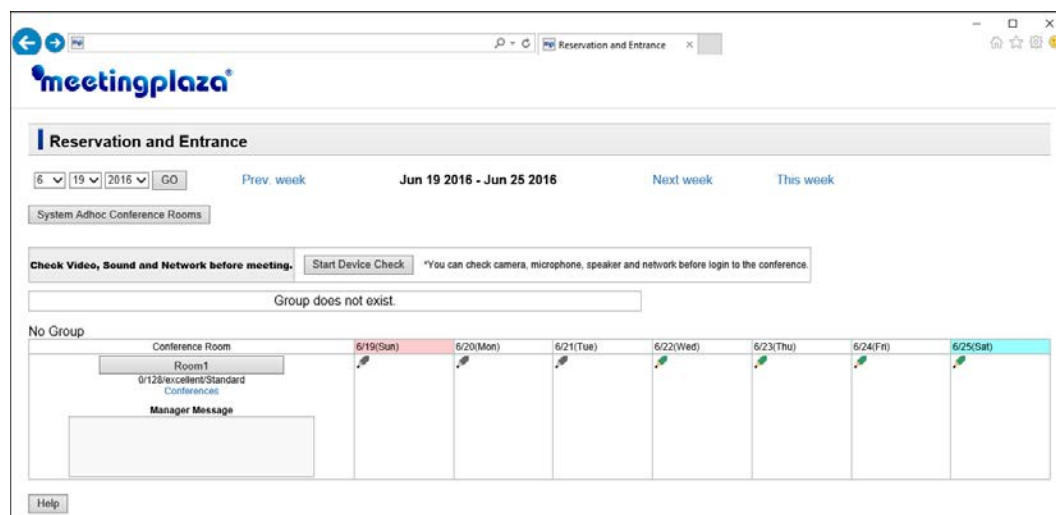 Reservation and Entrance
meetingplaza®
Reservation and Entrance
6 19 2016 GO Prev. week Jun 19 2016 - Jun 25 2016 Next week This week
System Adhoc Conference Rooms
Check Video, Sound and Network before meeting. Start Device Check *You can check camera, microphone, speaker and network before login to the conference.
Group does not exist.
No Group
Conference Room 6/19(Sun) 6/20(Mon) 6/21(Tue) 6/22(Wed) 6/23(Thu) 6/24(Fri) 6/25(Sat)
Room1
0/128/excellent/Standard
Conferences
Manager Message
Help